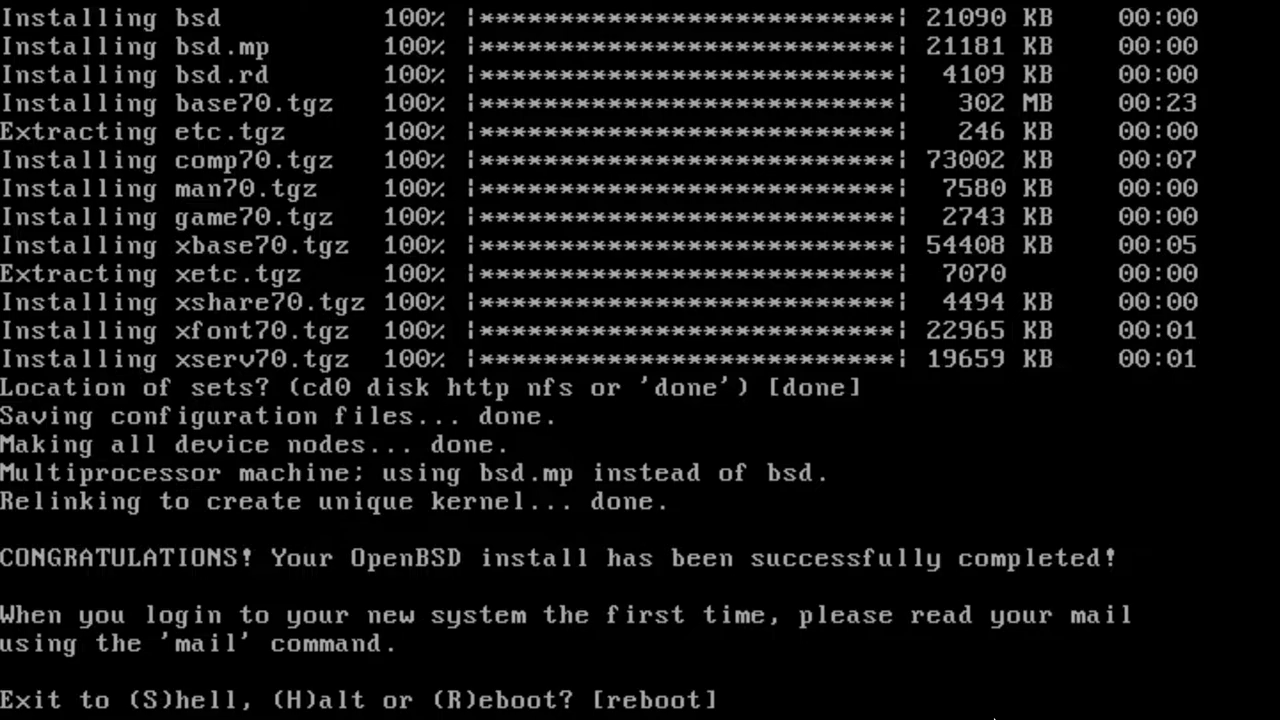 Installing bsd 100% |**************************| 21090 KB 00:00
Installing bsd.mp 100% |**************************| 21181 KB 00:00
Installing bsd.rd 100% |**************************| 4109 KB 00:00
Installing base70.tgz 100% |**************************| 302 MB 00:23
Extracting etc.tgz 100% |**************************| 246 KB 00:00
Installing comp70.tgz 100% |**************************| 73002 KB 00:07
Installing man70.tgz 100% |**************************| 7580 KB 00:00
Installing game70.tgz 100% |**************************| 2743 KB 00:00
Installing xbase70.tgz 100% |**************************| 54408 KB 00:05
Extracting xetc.tgz 100% |**************************| 7070 00:00
Installing xshare70.tgz 100% |**************************| 4494 KB 00:00
Installing xfont70.tgz 100% |**************************| 22965 KB 00:01
Installing xserv70.tgz 100% |**************************| 19659 KB 00:01
Location of sets? (cd0 disk http nfs or 'done') [done]
Saving configuration files... done.
Making all device nodes... done.
Multiprocessor machine; using bsd.mp instead of bsd.
Relinking to create unique kernel... done.
CONGRATULATIONS! Your OpenBSD install has been successfully completed!
When you login to your new system the first time, please read your mail
using the 'mail' command.
Exit to (S)hell, (H)alt or (R)eboot? [reboot]